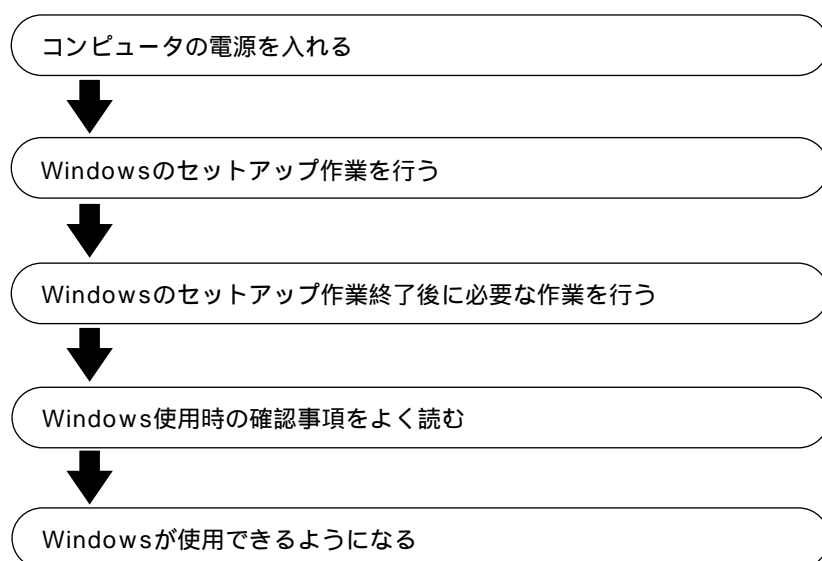 コンピュータの電源を入れる
Windowsのセットアップ作業を行う
Windowsのセットアップ作業終了後に必要な作業を行う
Windows使用時の確認事項をよく読む
Windowsが使用できるようになる